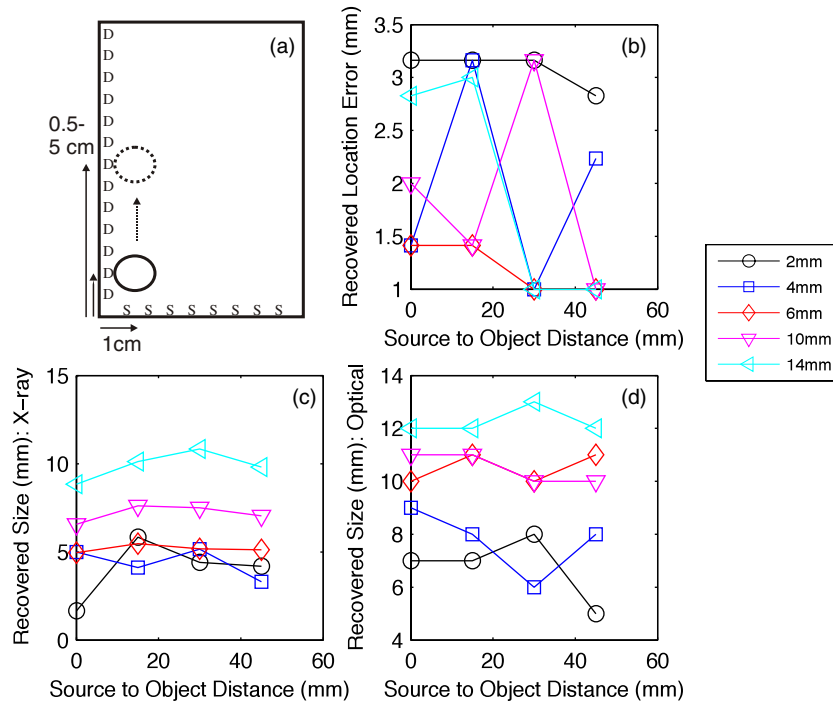 (a)
D
D
D
D
D
D
D
D
D
D
D
D
D
0.5-
5 cm
S S S S S S S S
1cm
(b)
Recovered Location Error (mm)
3.5
3
2.5
2
1.5
1
0 20 40 60
Source to Object Distance (mm)
2mm
4mm
6mm
10mm
14mm
(c)
Recovered Size (mm): X-ray
15
10
5
0
0 20 40 60
Source to Object Distance (mm)
(d)
Recovered Size (mm): Optical
14
12
10
8
6
4
0 20 40 60
Source to Object Distance (mm)